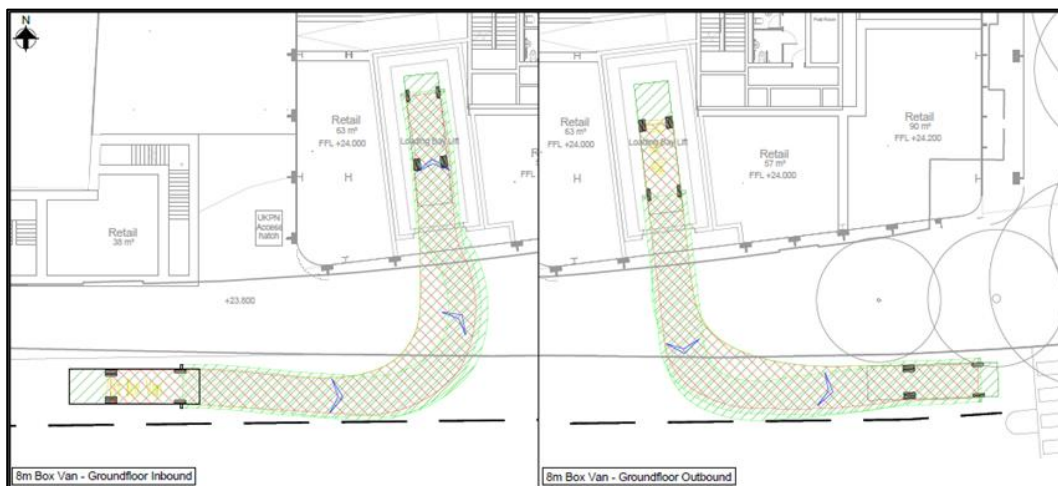 N
Retail
63 m²
FFL +24.000
Loading Bay Lift
UKPN
Access
hatch
Retail
38 m²
+23.800
8m Box Van - Groundfloor Inbound
Retail
63 m²
FFL +24.000
Loading Bay Lift
Retail
57 m²
FFL +24.000
Retail
90 m²
FFL +24.200
8m Box Van - Groundfloor Outbound